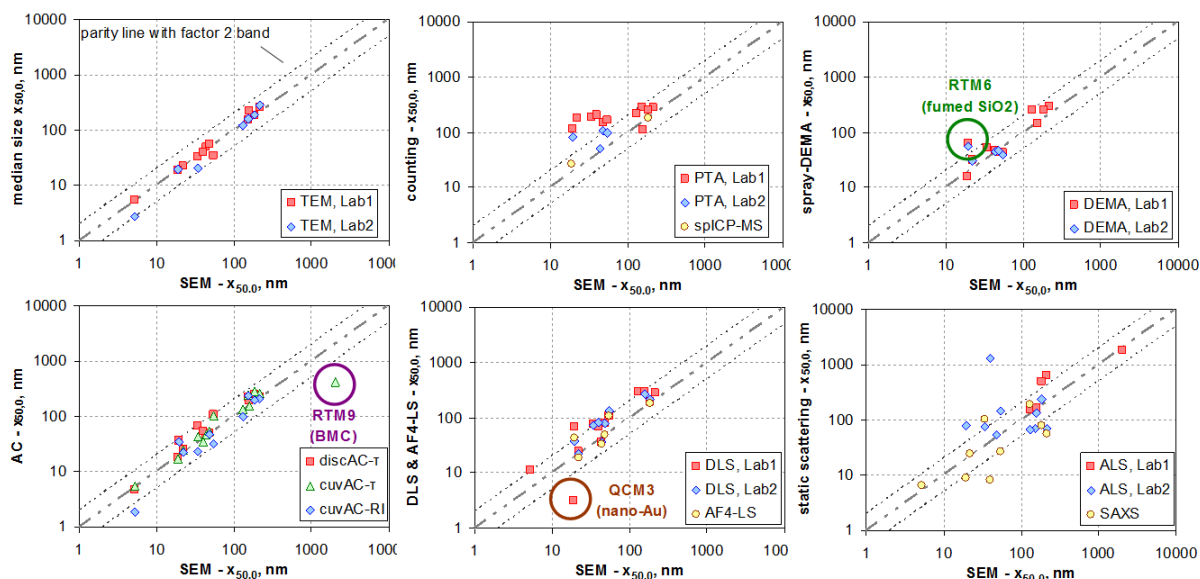 median size x50,0, nm
10000
1000
100
10
1
parity line with factor 2 band
TEM, Lab1
TEM, Lab2
1 10 100 1000 10000
SEM - x50,0, nm
counting - x50,0, nm
10000
1000
100
10
1
PTA, Lab1
PTA, Lab2
spICP-MS
1 10 100 1000 10000
SEM - x50,0, nm
spray-DEMA - x50,0, nm
10000
1000
100
10
1
RTM6
(fumed SiO2)
DEMA, Lab1
DEMA, Lab2
1 10 100 1000 10000
SEM - x50,0, nm
AC - x50,0, nm
10000
1000
100
10
1
RTM9
(BMC)
discAC-τ
cuvAC-τ
cuvAC-RI
1 10 100 1000 10000
SEM - x50,0, nm
DLS & AF4-LS - x50,0, nm
10000
1000
100
10
1
QCM3
(nano-Au)
DLS, Lab1
DLS, Lab2
AF4-LS
1 10 100 1000 10000
SEM - x50,0, nm
static scattering - x50,0, nm
10000
1000
100
10
1
ALS, Lab1
ALS, Lab2
SAXS
1 10 100 1000 10000
SEM - x50,0, nm